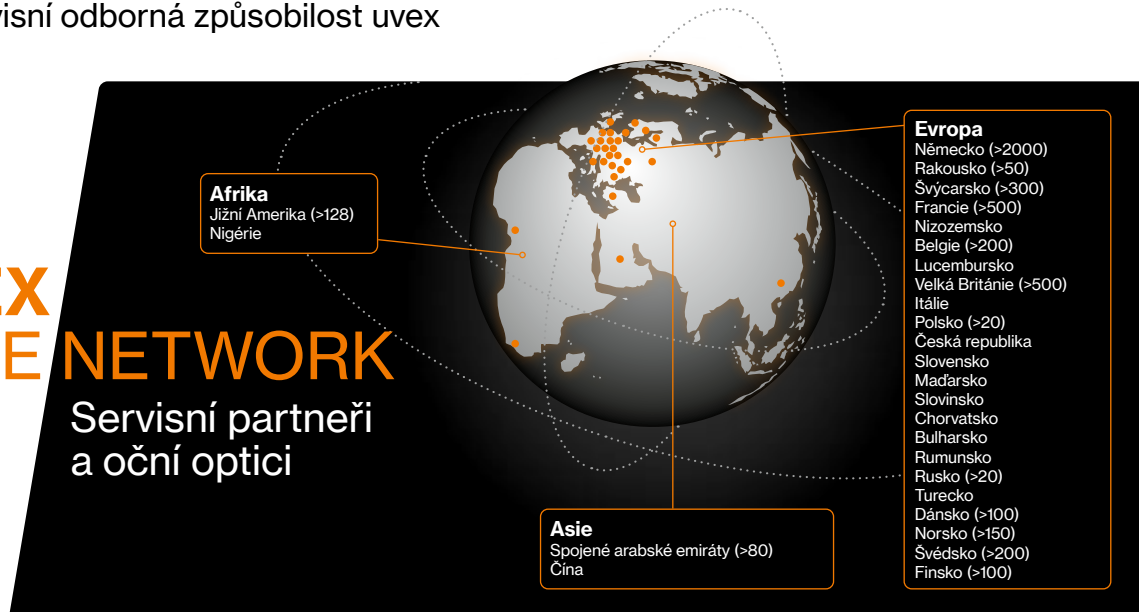 visní odborná způsobilost uvex
EX
E NETWORK
Servisní partneři
a oční optici
Afrika
Jižní Amerika (>128)
Nigérie
Asie
Spojené arabské emiráty (>80)
Čína
Evropa
Německo (>2000)
Rakousko (>50)
Švýcarsko (>300)
Francie (>500)
Nizozemsko
Belgie (>200)
Lucembursko
Velká Británie (>500)
Itálie
Polsko (>20)
Česká republika
Slovensko
Maďarsko
Slovinsko
Chorvatsko
Bulharsko
Rumunsko
Rusko (>20)
Turecko
Dánsko (>100)
Norsko (>150)
Švédsko (>200)
Finsko (>100)